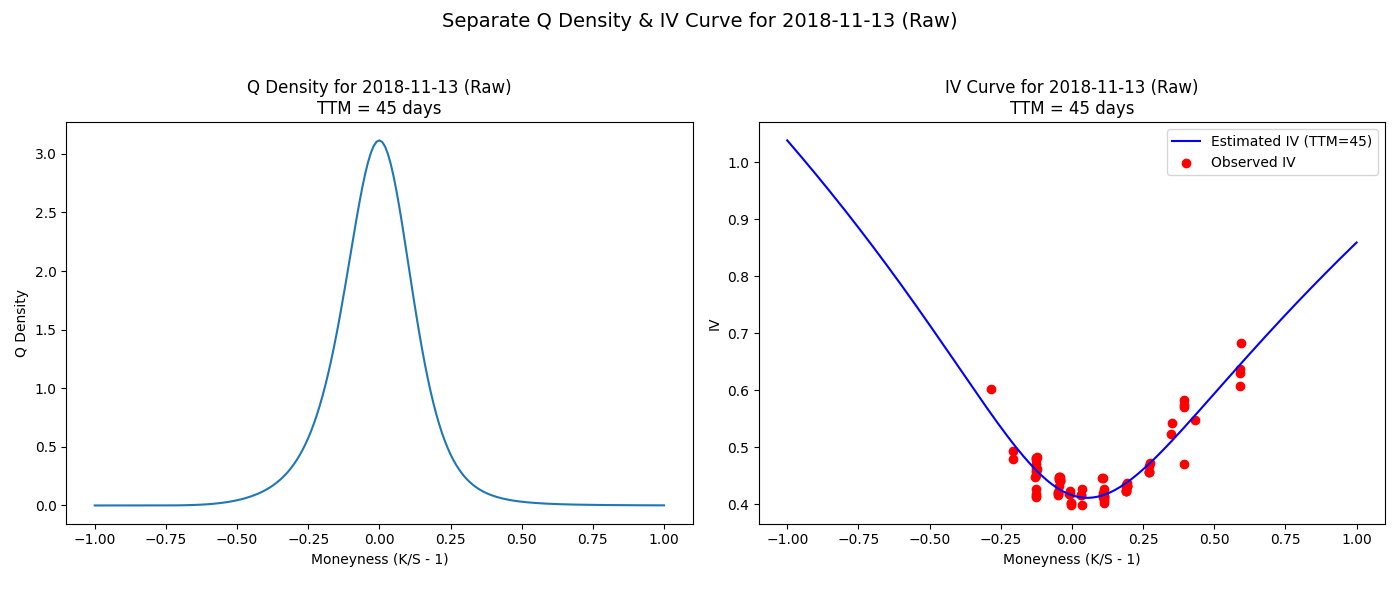 Separate Q Density & IV Curve for 2018-11-13 (Raw)
Q Density for 2018-11-13 (Raw)
TTM = 45 days
3.0
2.5
2.0
1.5
1.0
0.5
0.0
Q Density
−1.00 −0.75 −0.50 −0.25 0.00 0.25 0.50 0.75 1.00
Moneyness (K/S - 1)
IV Curve for 2018-11-13 (Raw)
TTM = 45 days
Estimated IV (TTM=45)
Observed IV
1.0
0.9
0.8
0.7
0.6
0.5
0.4
IV
−1.00 −0.75 −0.50 −0.25 0.00 0.25 0.50 0.75 1.00
Moneyness (K/S - 1)